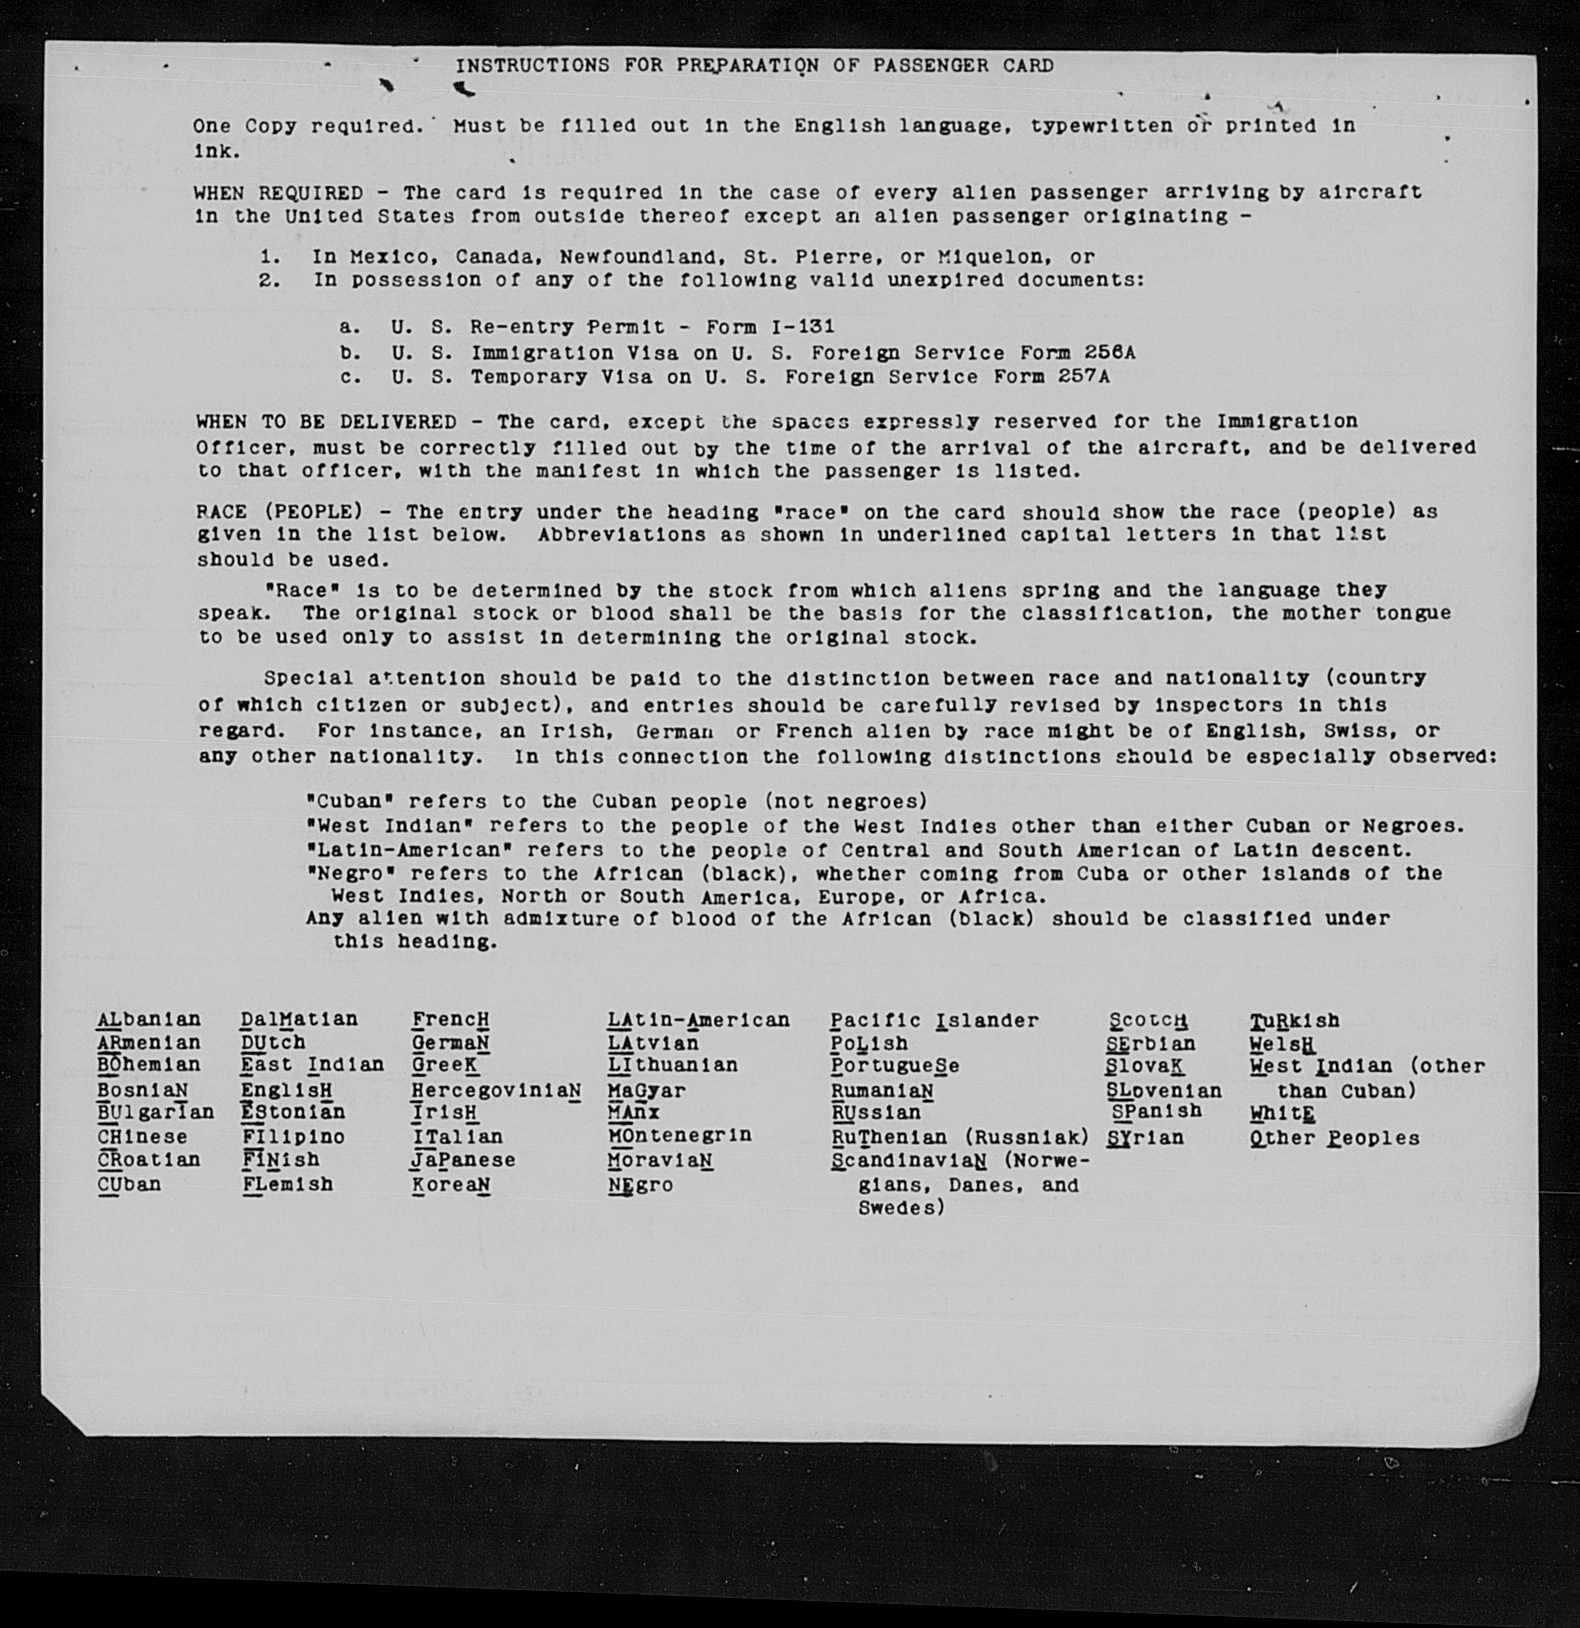 INSTRUCTIONS FOR PREPARATION OF PASSENGER CARD
One Copy required. Must be filled out in the English language, typewritten or printed in
ink.
WHEN REQUIRED - The card is required in the case of every alien passenger arriving by aircraft
in the United States from outside thereof except an alien passenger originating -
1. In Mexico, Canada, Newfoundland, St. Pierre, or Miquelon, or
2. In possession of any of the following valid unexpired documents:
a. U. S. Re-entry Permit - Form I-131
b. U. S. Immigration Visa on U. S. Foreign Service Form 256A
c. U. S. Temporary Visa on U. S. Foreign Service Form 257A
WHEN TO BE DELIVERED - The card, except the spaces expressly reserved for the Immigration
Officer, must be correctly filled out by the time of the arrival of the aircraft, and be delivered
to that officer, with the manifest in which the passenger is listed.
RACE (PEOPLE) - The entry under the heading "race" on the card should show the race (people) as
given in the list below. Abbreviations as shown in underlined capital letters in that list
should be used.
"Race" is to be determined by the stock from which aliens spring and the language they
speak. The original stock or blood shall be the basis for the classification, the mother tongue
to be used only to assist in determining the original stock.
Special attention should be paid to the distinction between race and nationality (country
of which citizen or subject), and entries should be carefully revised by inspectors in this
regard. For instance, an Irish, German or French alien by race might be of English, Swiss, or
any other nationality. In this connection the following distinctions should be especially observed:
"Cuban" refers to the Cuban people (not negroes)
"West Indian" refers to the people of the West Indies other than either Cuban or Negroes.
"Latin-American" refers to the people of Central and South American of Latin descent.
"Negro" refers to the African (black), whether coming from Cuba or other islands of the
West Indies, North or South America, Europe, or Africa.
Any alien with admixture of blood of the African (black) should be classified under
this heading.
ALbanian DalMatian FrencH LAtin-American Pacific Islander ScotcH TuRkish
ARmenian DUtch GermaN LAtvian PoLish SErbian WelsH
BOhemian East Indian GreeK LIthuanian PortugueSe SlovaK West Indian (other
BosniaN EnglisH HercegoviniaN MaGyar RumaniaN SLovenian than Cuban)
BUlgarian EStonian IrisH MAnx RUssian SPanish WhitE
CHinese FIlipino ITalian MOntenegrin RuThenian (Russniak) SYrian Other Peoples
CRoatian FiNish JaPanese MoraviaN ScandinaviaN (Norwe-
CUban FLemish KoreaN NEgro gians, Danes, and
Swedes)